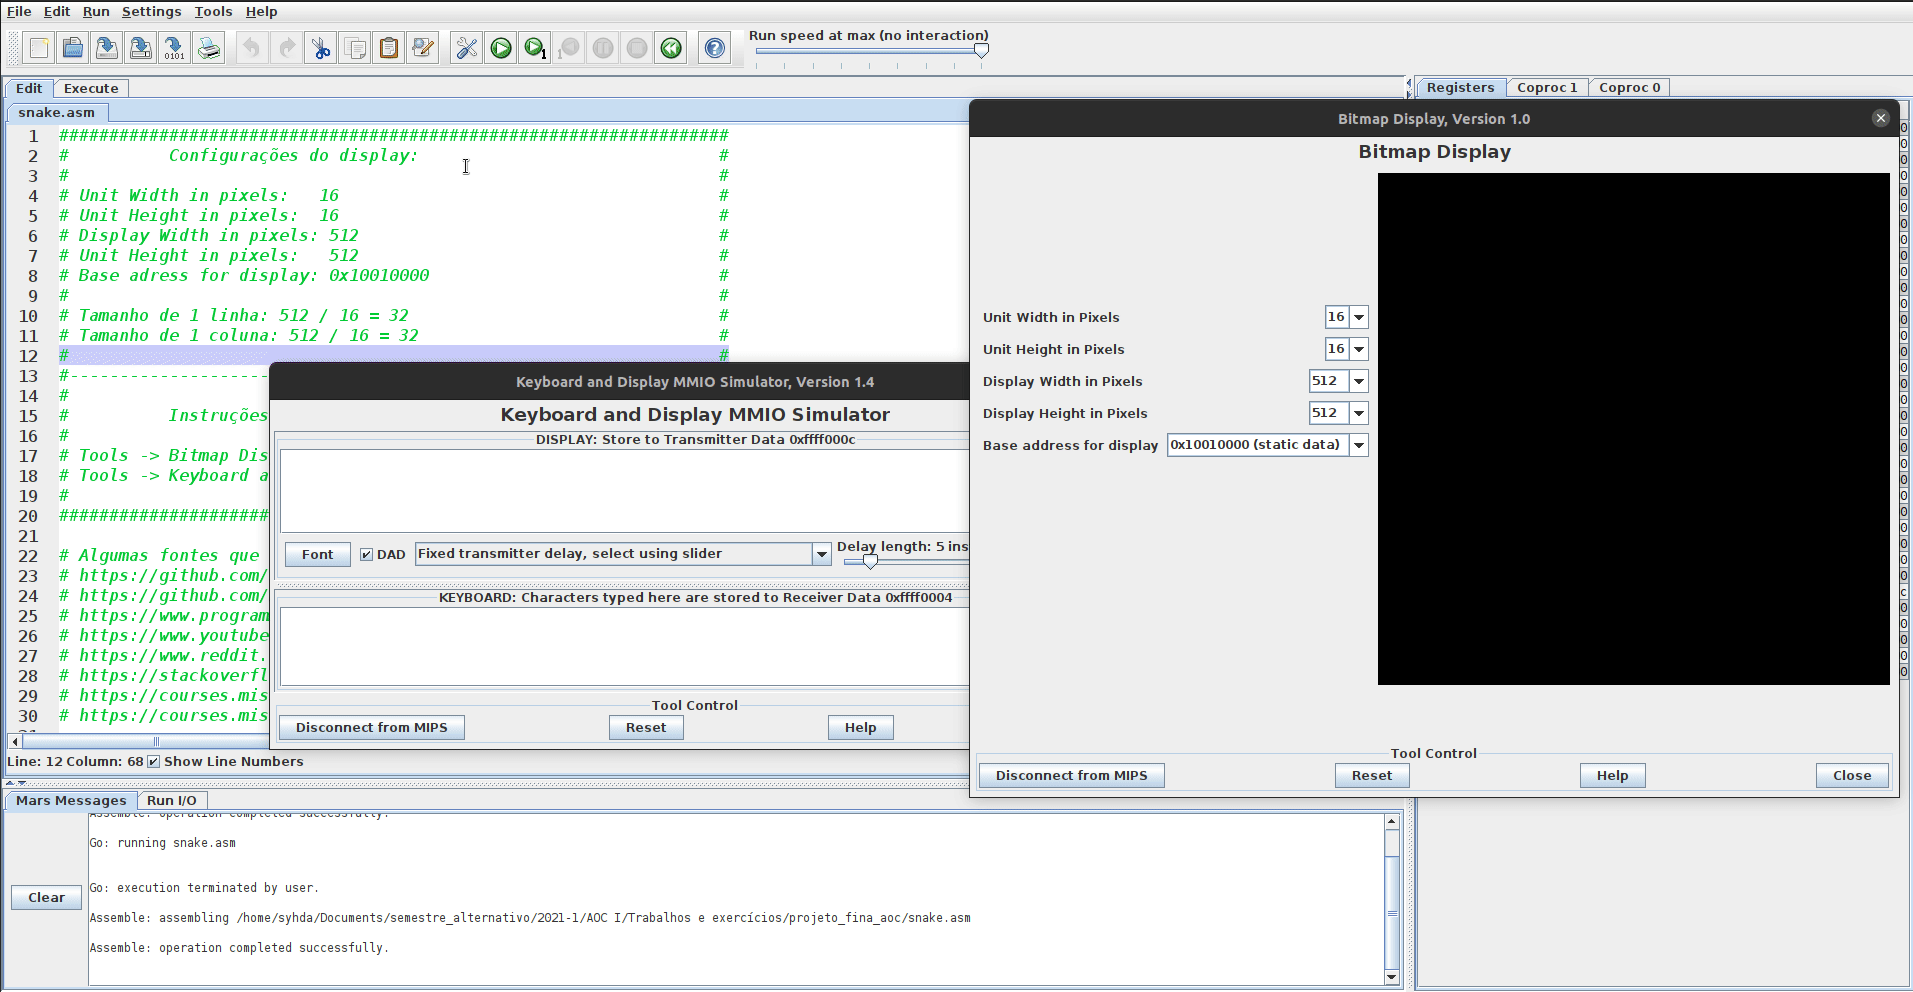 File Edit Run Settings Tools Help
Run speed at max (no interaction)
0101
1
Edit Execute
Registers Coproc 1 Coproc 0
snake.asm
1 ###################################################################
2 # Configurações do display: #
3 # #
4 # Unit Width in pixels: 16 #
5 # Unit Height in pixels: 16 #
6 # Display Width in pixels: 512 #
7 # Unit Height in pixels: 512 #
8 # Base adress for display: 0x10010000 #
9 # #
10 # Tamanho de 1 linha: 512 / 16 = 32 #
11 # Tamanho de 1 coluna: 512 / 16 = 32 #
12 # #
13 #--------------------
14 #
15 # Instruções
16 #
17 # Tools -> Bitmap Dis
18 # Tools -> Keyboard a
19 #
20 #####################
21
22 # Algumas fontes que
23 # https://github.com/
24 # https://github.com/
25 # https://www.program
26 # https://www.youtube
27 # https://www.reddit.
28 # https://stackoverfl
29 # https://courses.mis
30 # https://courses.mis
Line: 12 Column: 68 Show Line Numbers
Keyboard and Display MMIO Simulator, Version 1.4
Keyboard and Display MMIO Simulator
DISPLAY: Store to Transmitter Data 0xffff000c
Font DAD Fixed transmitter delay, select using slider Delay length: 5 ins
KEYBOARD: Characters typed here are stored to Receiver Data 0xffff0004
Tool Control
Disconnect from MIPS Reset Help
Bitmap Display, Version 1.0
Bitmap Display
Unit Width in Pixels 16
Unit Height in Pixels 16
Display Width in Pixels 512
Display Height in Pixels 512
Base address for display 0x10010000 (static data)
Tool Control
Disconnect from MIPS Reset Help Close
Mars Messages Run I/O
Clear
Assemble: operation completed successfully.
Go: running snake.asm
Go: execution terminated by user.
Assemble: assembling /home/syhda/Documents/semestre_alternativo/2021-1/AOC I/Trabalhos e exercícios/projeto_fina_aoc/snake.asm
Assemble: operation completed successfully.